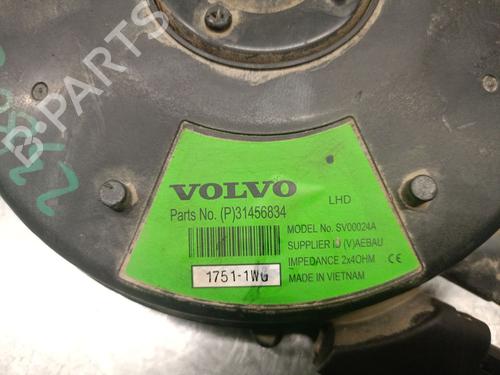 B-PARTS
VOLVO
LHD
Parts No. (P)31456834
MODEL No. SV00024A
SUPPLIER (V)AEBAU
IMPEDANCE 2x4OHM CE
1751-1WG
MADE IN VIETNAM